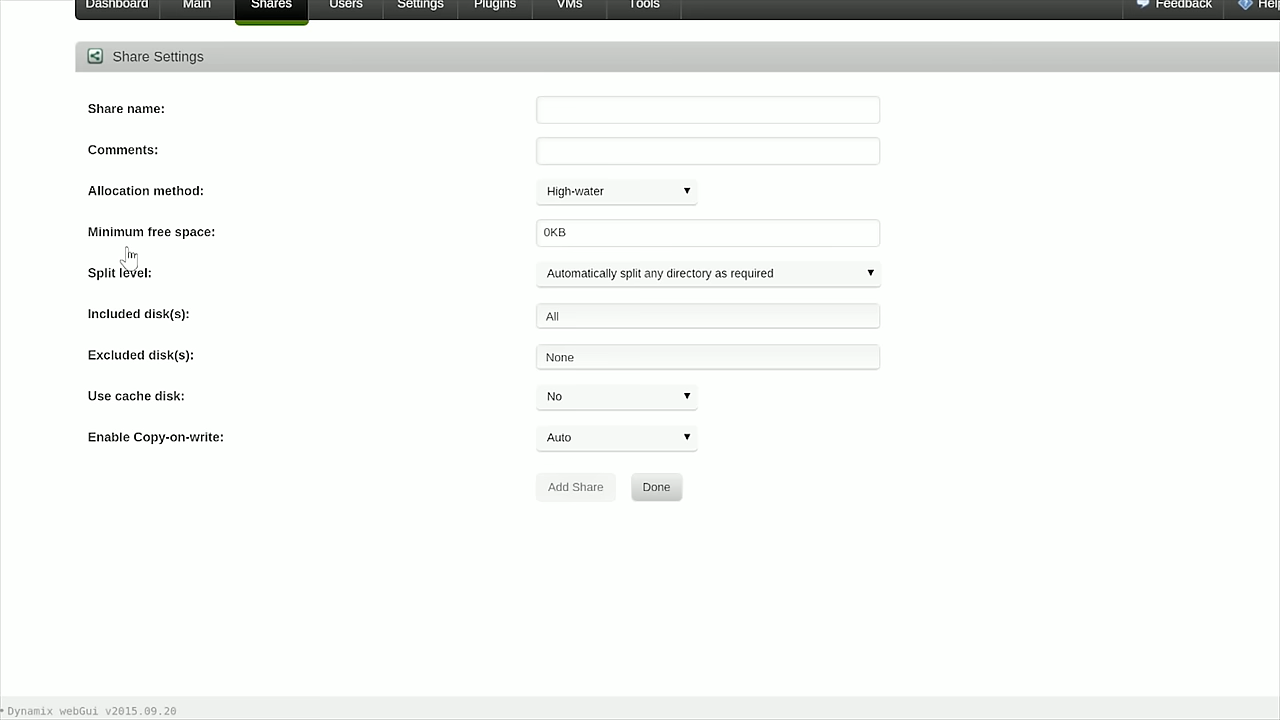 Dashboard Main Shares Users Settings Plugins VMs Tools Feedback Help
Share Settings
Share name:
Comments:
Allocation method: High-water
Minimum free space: 0KB
Split level: Automatically split any directory as required
Included disk(s): All
Excluded disk(s): None
Use cache disk: No
Enable Copy-on-write: Auto
Add Share Done
Dynamix webGui v2015.09.20